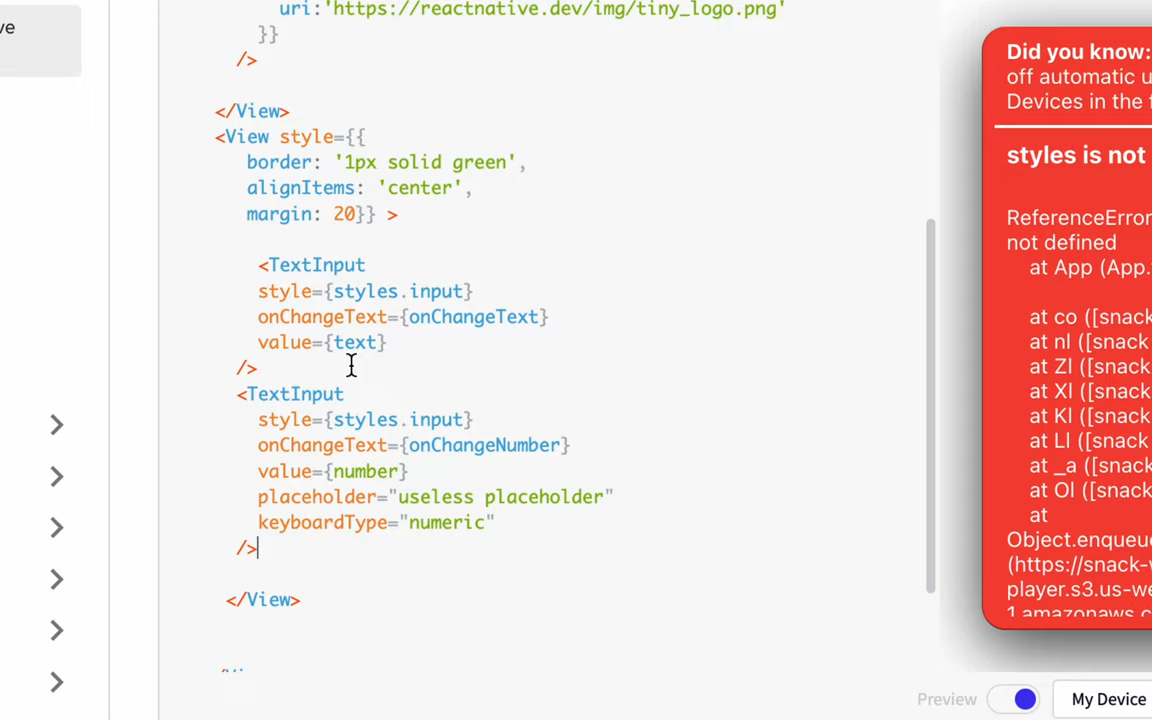 ve
uri:'https://reactnative.dev/img/tiny_logo.png'
}}
/>
</View>
<View style={{
border: '1px solid green',
alignItems: 'center',
margin: 20}} >
<TextInput
style={styles.input}
onChangeText={onChangeText}
value={text}
/>
<TextInput
style={styles.input}
onChangeText={onChangeNumber}
value={number}
placeholder="useless placeholder"
keyboardType="numeric"
/>
</View>
Did you know:
off automatic u
Devices in the f
styles is not
ReferenceError
not defined
at App (App.
at co ([snack
at nl ([snack
at Zl ([snack
at Xl ([snack
at Kl ([snack
at Ll ([snack
at _a ([snack
at Ol ([snack
at
Object.enqueue
(https://snack-w
player.s3.us-we
1.amazonaws.c
Preview
My Device